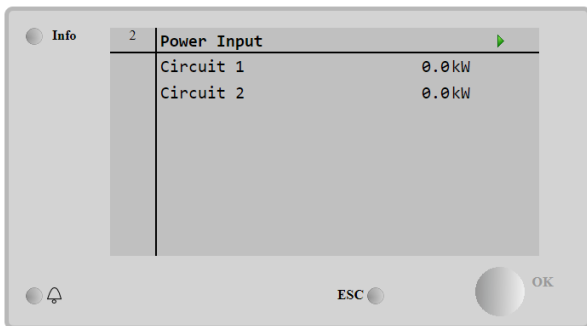 Info
2 Power Input
Circuit 1 0.0kW
Circuit 2 0.0kW
ESC
OK